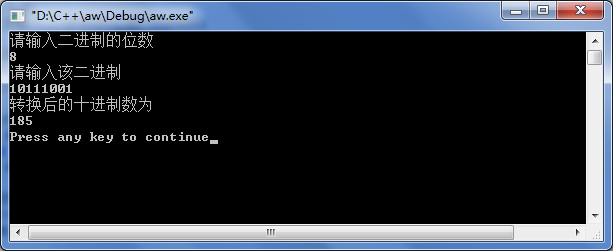 "D:\C++\aw\Debug\aw.exe"
请输入二进制的位数
8
请输入该二进制
10111001
转换后的十进制数为
185
Press any key to continue